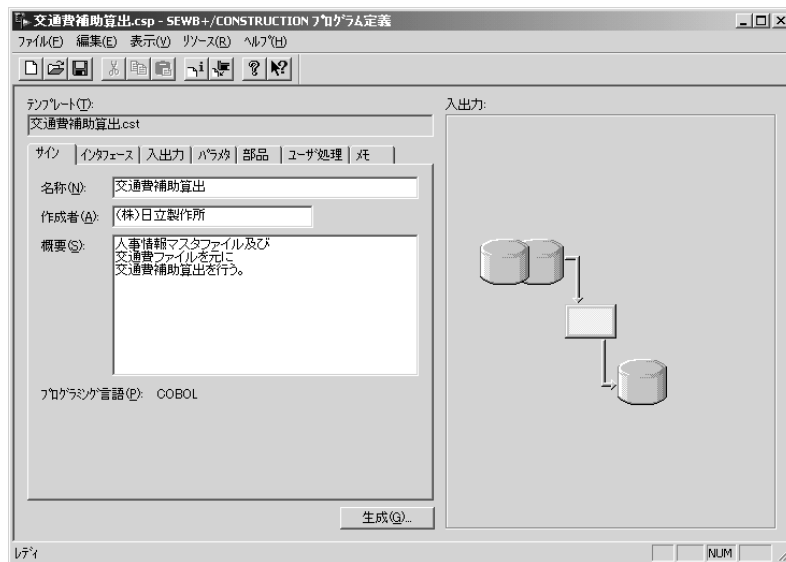 交通費補助算出.csp - SEWB+/CONSTRUCTION プログラム定義
ファイル(F) 編集(E) 表示(V) リソース(R) ヘルプ(H)
テンプレート(T):
交通費補助算出.cst
サイン インタフェース 入出力 パラメタ 部品 ユーザ処理 メモ
名称(N): 交通費補助算出
作成者(A): (株)日立製作所
概要(S): 人事情報マスタファイル及び
交通費ファイルを元に
交通費補助算出を行う。
プログラミング言語(P): COBOL
生成(G)...
入出力:
レディ
NUM